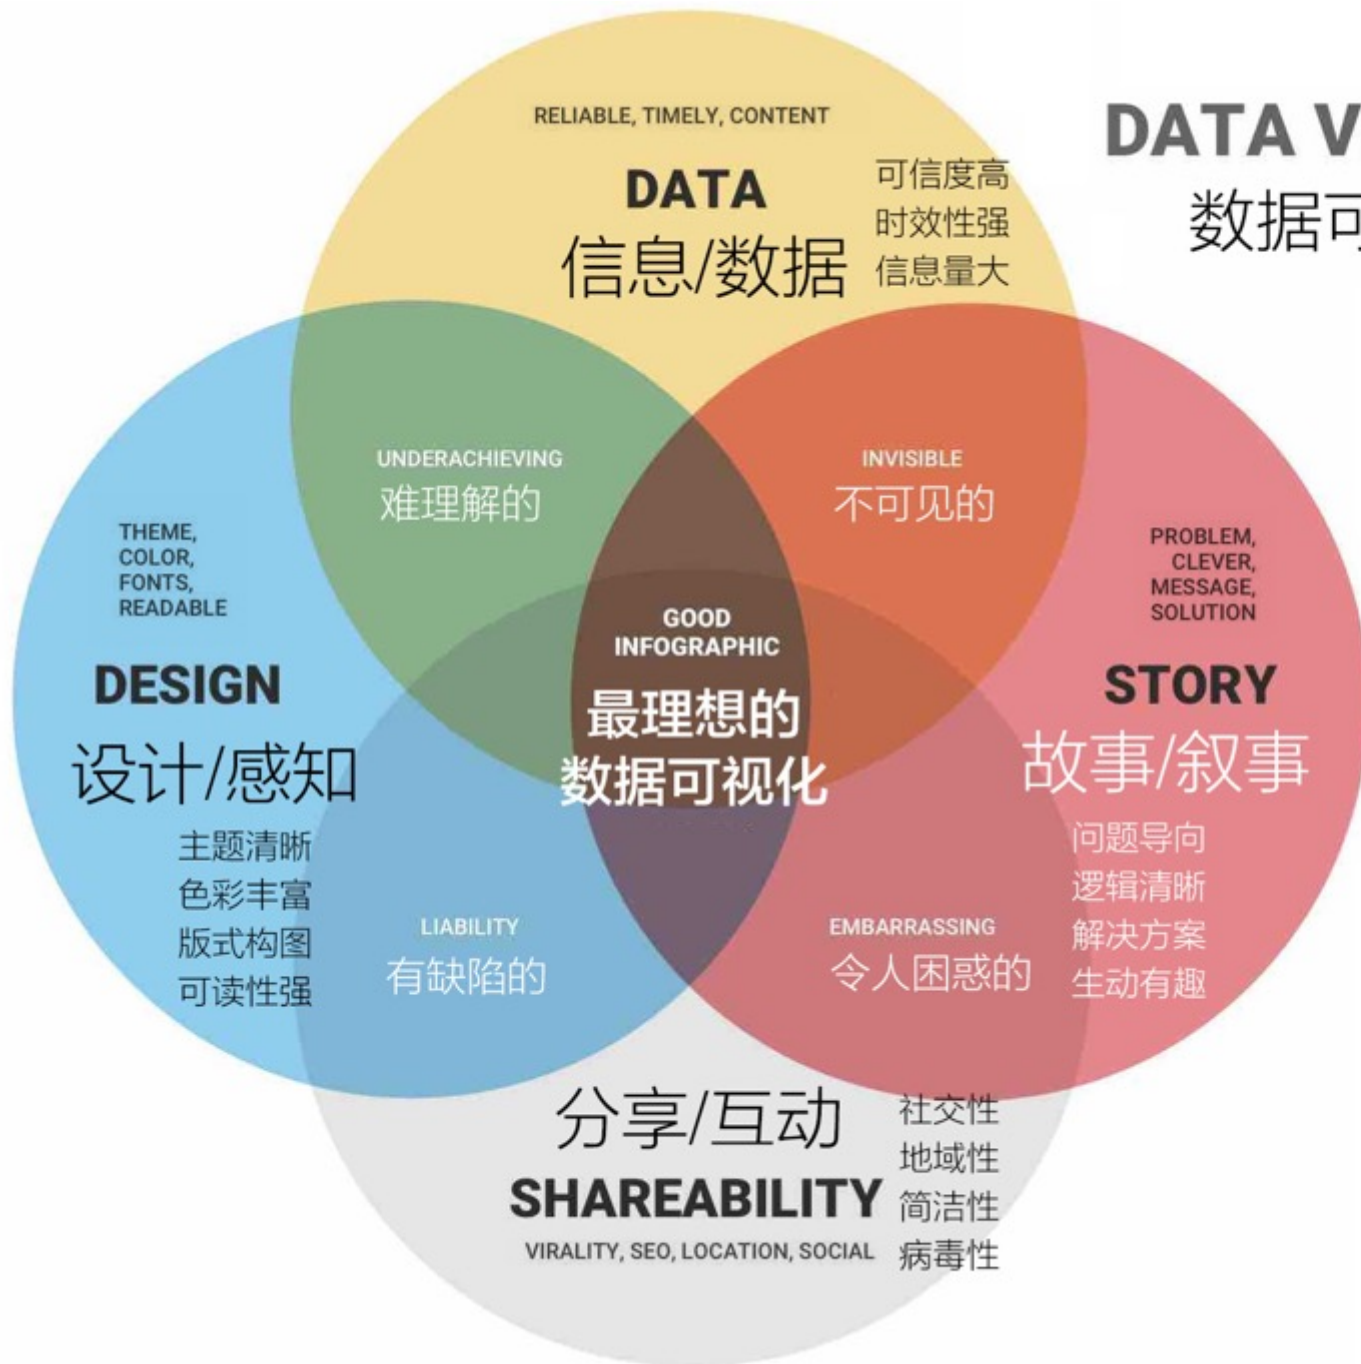 RELIABLE, TIMELY, CONTENT
DATA
信息/数据
可信度高
时效性强
信息量大
DATA V
数据可
UNDERACHIEVING
难理解的
INVISIBLE
不可见的
THEME,
COLOR,
FONTS,
READABLE
DESIGN
设计/感知
主题清晰
色彩丰富
版式构图
可读性强
GOOD
INFOGRAPHIC
最理想的
数据可视化
PROBLEM,
CLEVER,
MESSAGE,
SOLUTION
STORY
故事/叙事
问题导向
逻辑清晰
解决方案
生动有趣
LIABILITY
有缺陷的
EMBARRASSING
令人困惑的
分享/互动
SHAREABILITY
VIRALITY, SEO, LOCATION, SOCIAL
社交性
地域性
简洁性
病毒性